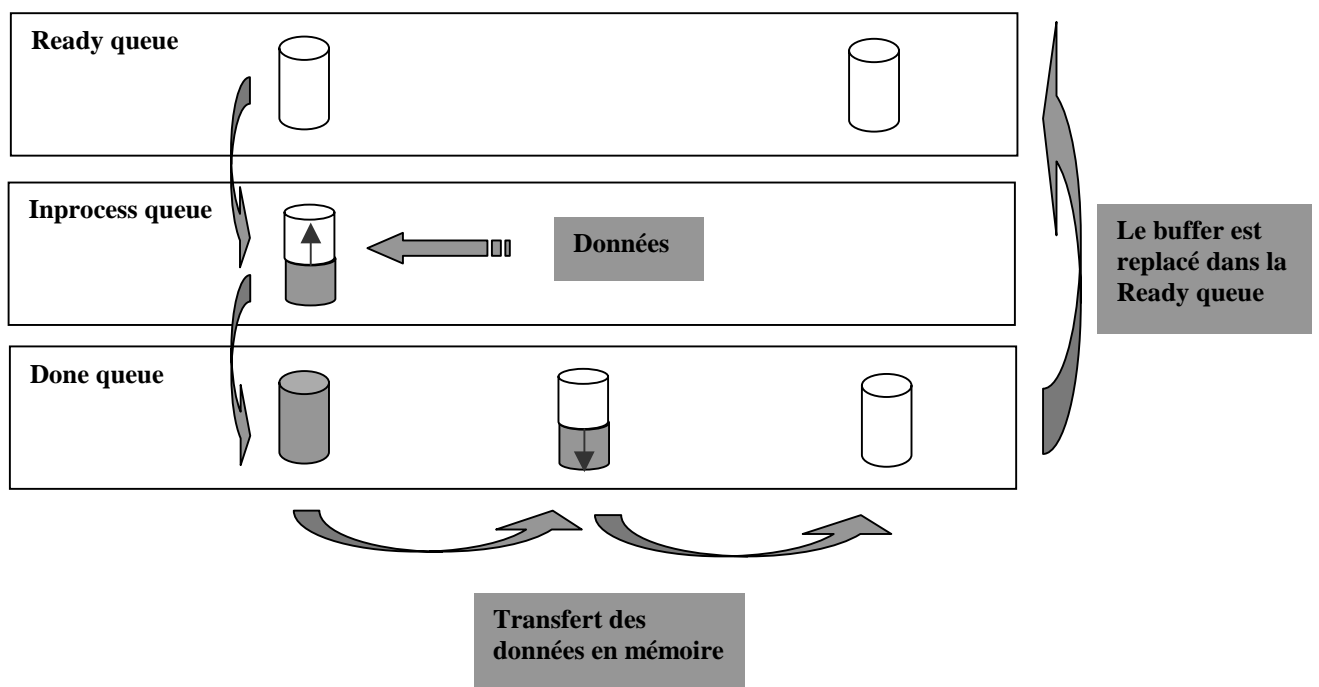 Ready queue
Inprocess queue
Données
Le buffer est
replacé dans la
Ready queue
Done queue
Transfert des
données en mémoire